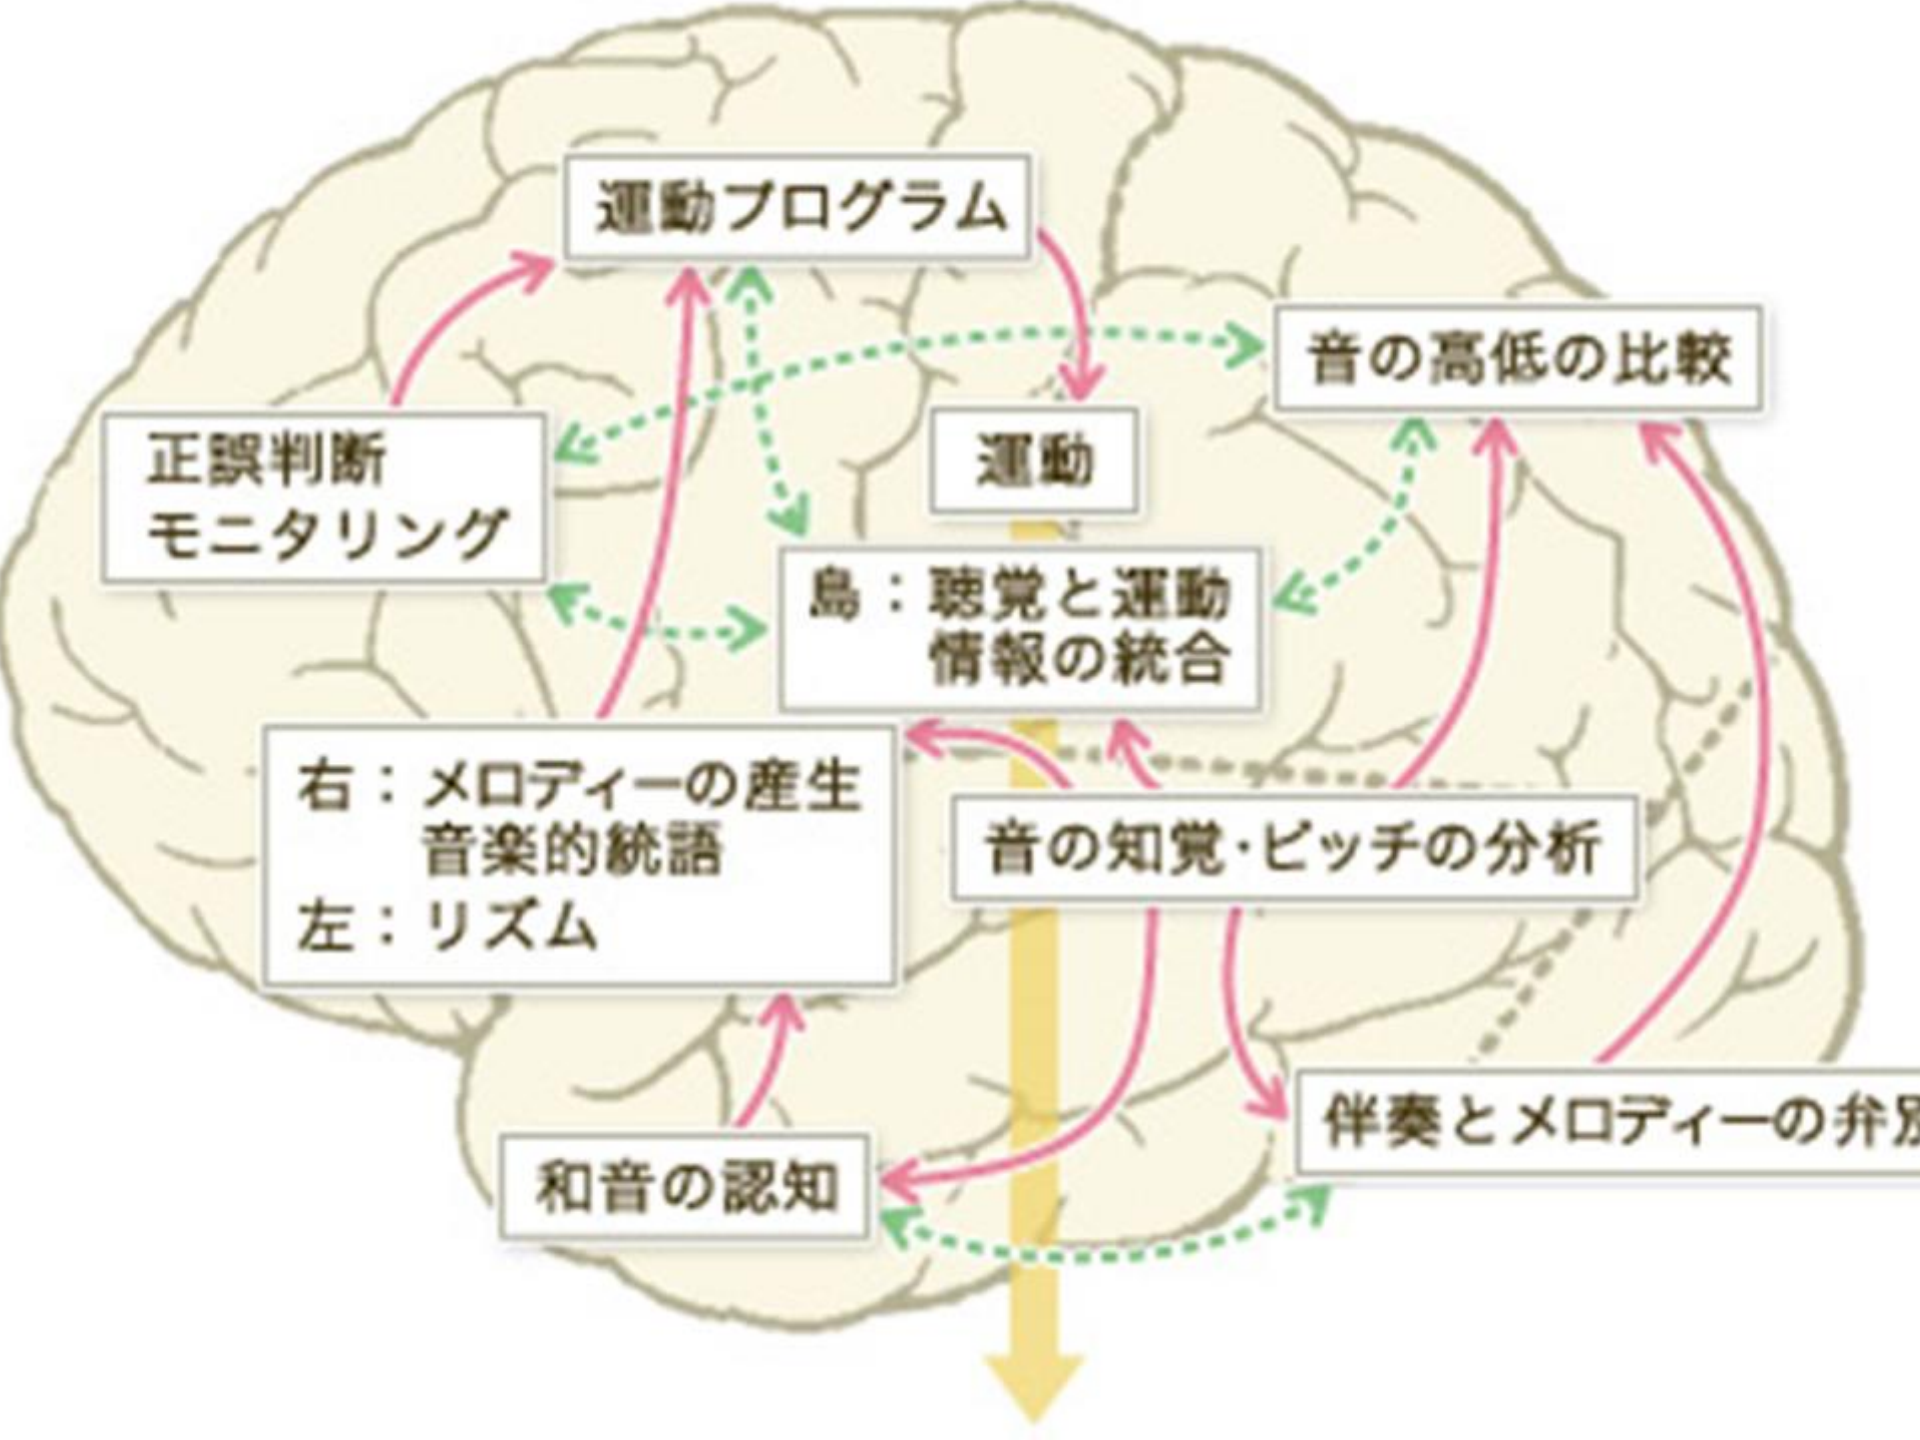 運動プログラム
音の高低の比較
正誤判断
モニタリング
運動
島：聴覚と運動
情報の統合
右：メロディーの産生
音楽的統語
左：リズム
音の知覚・ピッチの分析
伴奏とメロディーの弁別
和音の認知